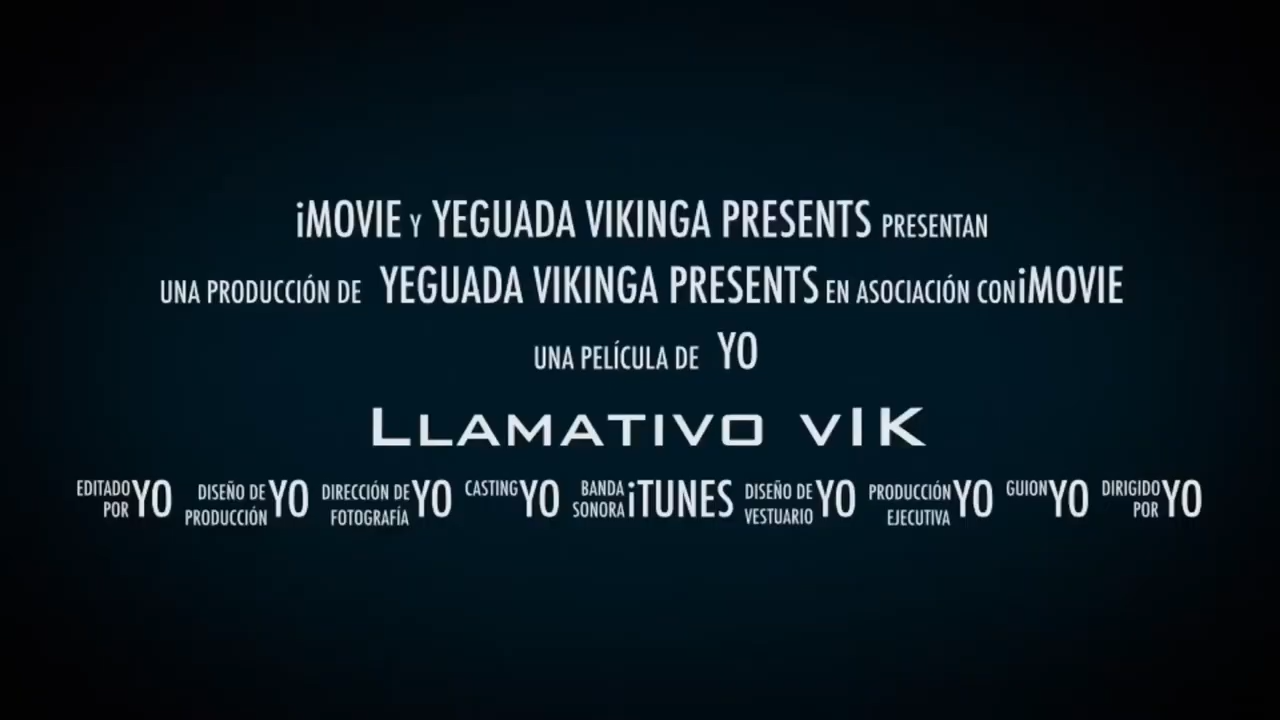 iMOVIE Y YEGUADA VIKINGA PRESENTS PRESENTAN
UNA PRODUCCIÓN DE YEGUADA VIKINGA PRESENTS EN ASOCIACIÓN CON iMOVIE
UNA PELÍCULA DE YO
LLAMATIVO vIK
EDITADO POR YO DISEÑO DE PRODUCCIÓN YO DIRECCIÓN DE FOTOGRAFÍA YO CASTING YO BANDA SONORA iTUNES DISEÑO DE VESTUARIO YO PRODUCCIÓN EJECUTIVA YO GUION YO DIRIGIDO POR YO